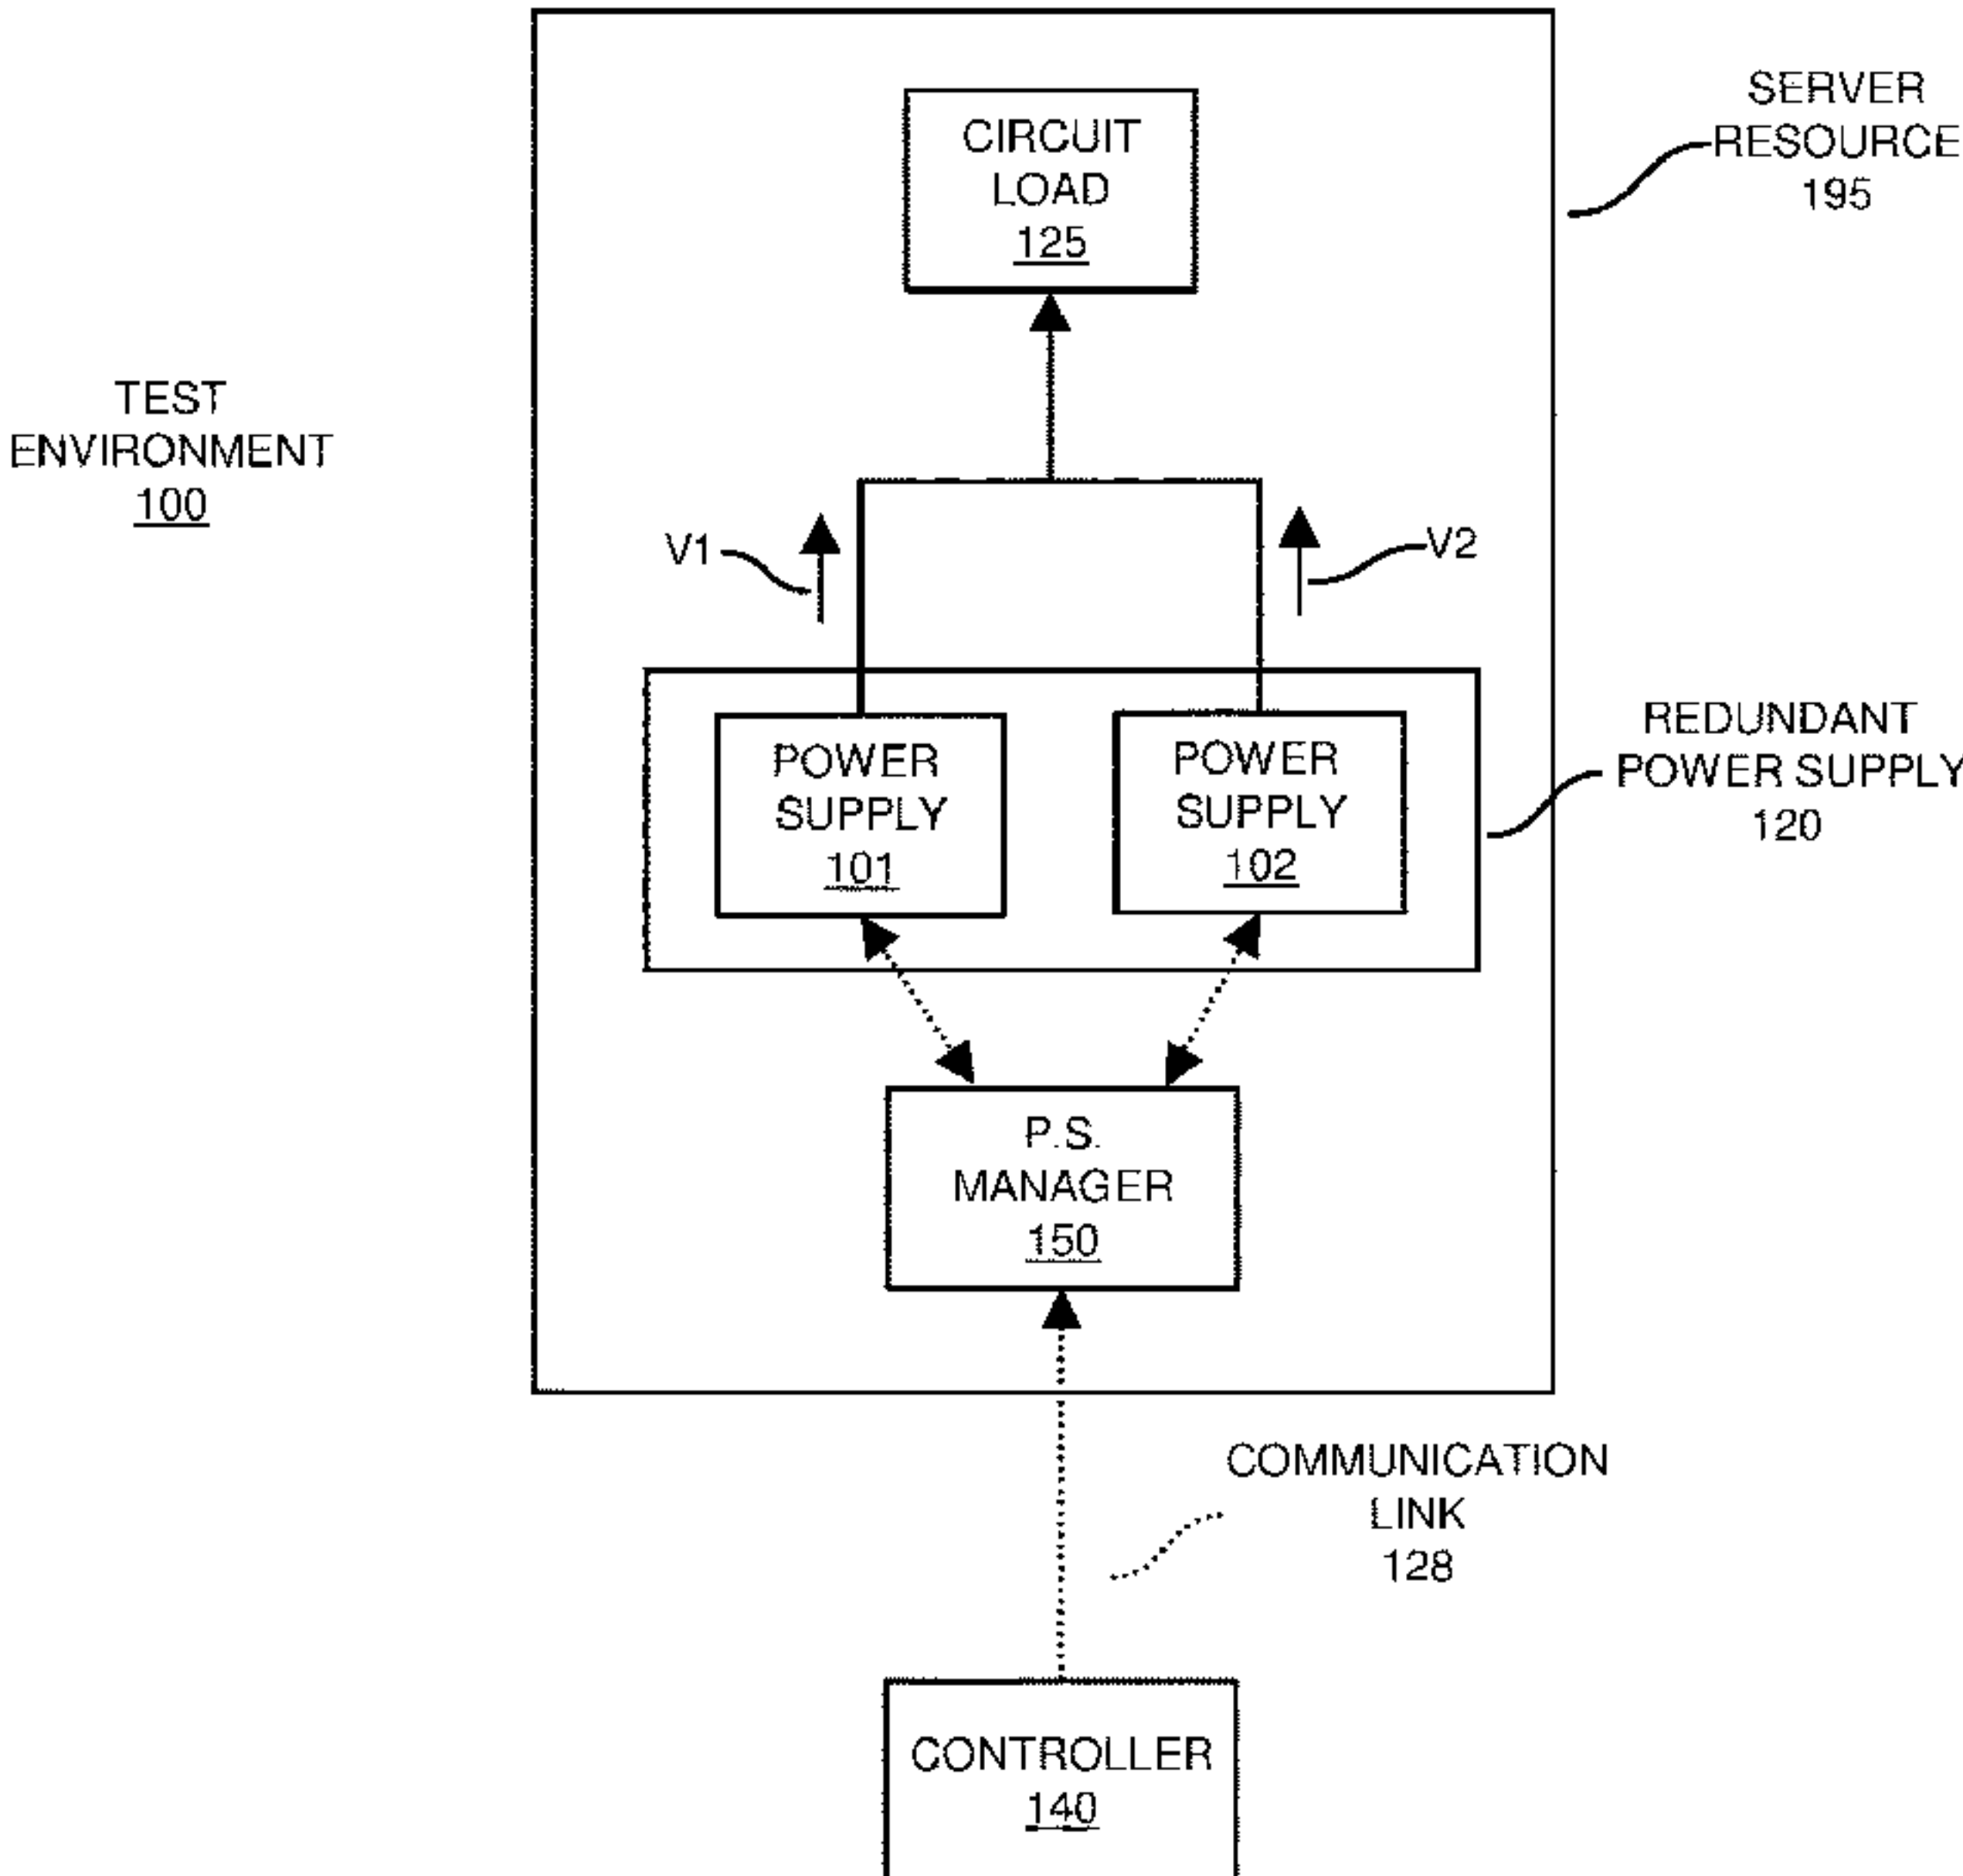 CIRCUIT
LOAD
125
SERVER
RESOURCE
195
TEST
ENVIRONMENT
100
V1
V2
POWER
SUPPLY
101
POWER
SUPPLY
102
REDUNDANT
POWER SUPPLY
120
P.S.
MANAGER
150
COMMUNICATION
LINK
128
CONTROLLER
140